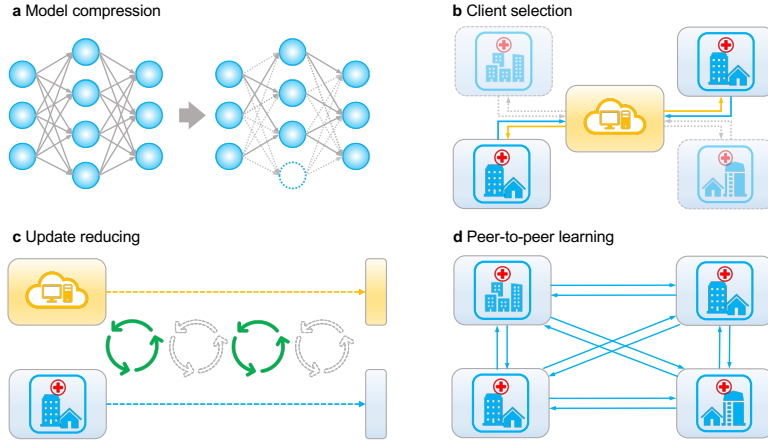 a Model compression
b Client selection
c Update reducing
d Peer-to-peer learning